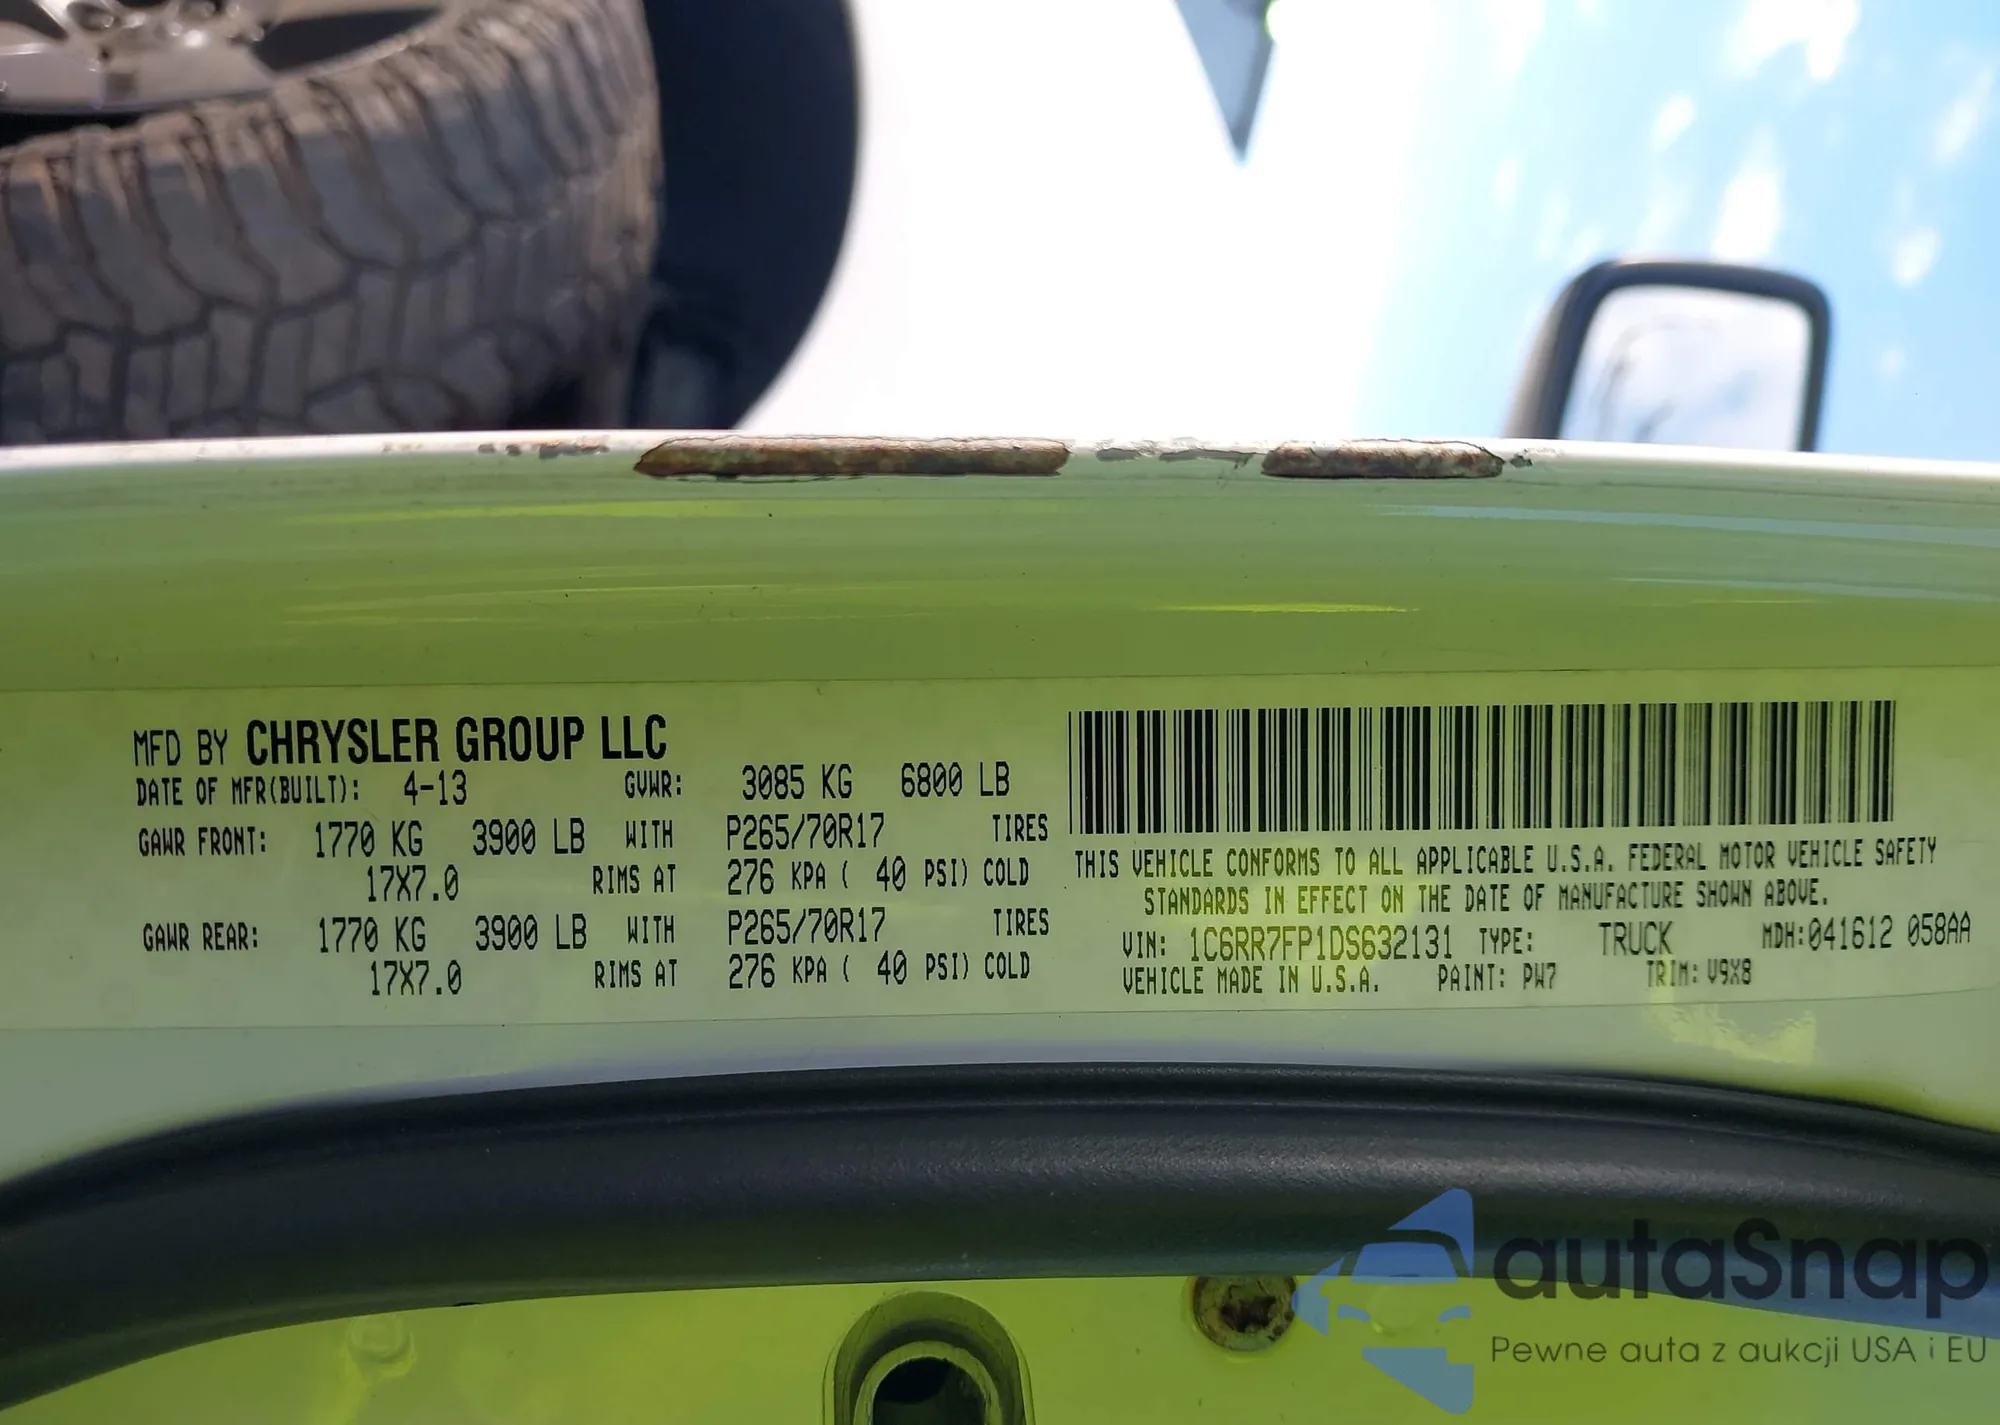 MFD BY CHRYSLER GROUP LLC
DATE OF MFR(BUILT): 4-13 GVWR: 3085 KG 6800 LB
GAWR FRONT: 1770 KG 3900 LB WITH P265/70R17 TIRES
17X7.0 RIMS AT 276 KPA ( 40 PSI) COLD
GAWR REAR: 1770 KG 3900 LB WITH P265/70R17 TIRES
17X7.0 RIMS AT 276 KPA ( 40 PSI) COLD
THIS VEHICLE CONFORMS TO ALL APPLICABLE U.S.A. FEDERAL MOTOR VEHICLE SAFETY
STANDARDS IN EFFECT ON THE DATE OF MANUFACTURE SHOWN ABOVE.
VIN: 1C6RR7FP1DS632131 TYPE: TRUCK MDH:041612 058AA
VEHICLE MADE IN U.S.A. PAINT: PW7 TRIM: V9X8
autaSnap
Pewne auta z aukcji USA i EU